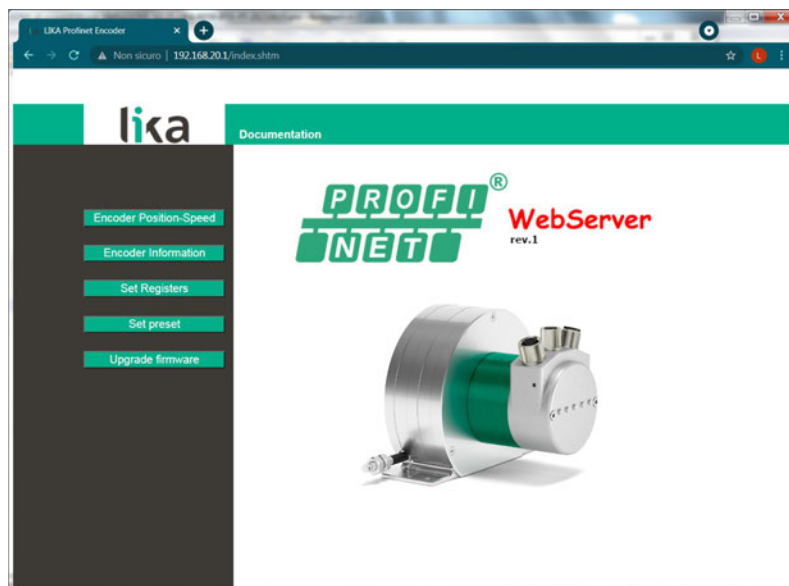 LIKA Profinet Encoder
Non sicuro | 192.168.20.1/index.shtm
L
lika
Documentation
PROFI®
NET
WebServer
rev.1
Encoder Position-Speed
Encoder Information
Set Registers
Set preset
Upgrade firmware